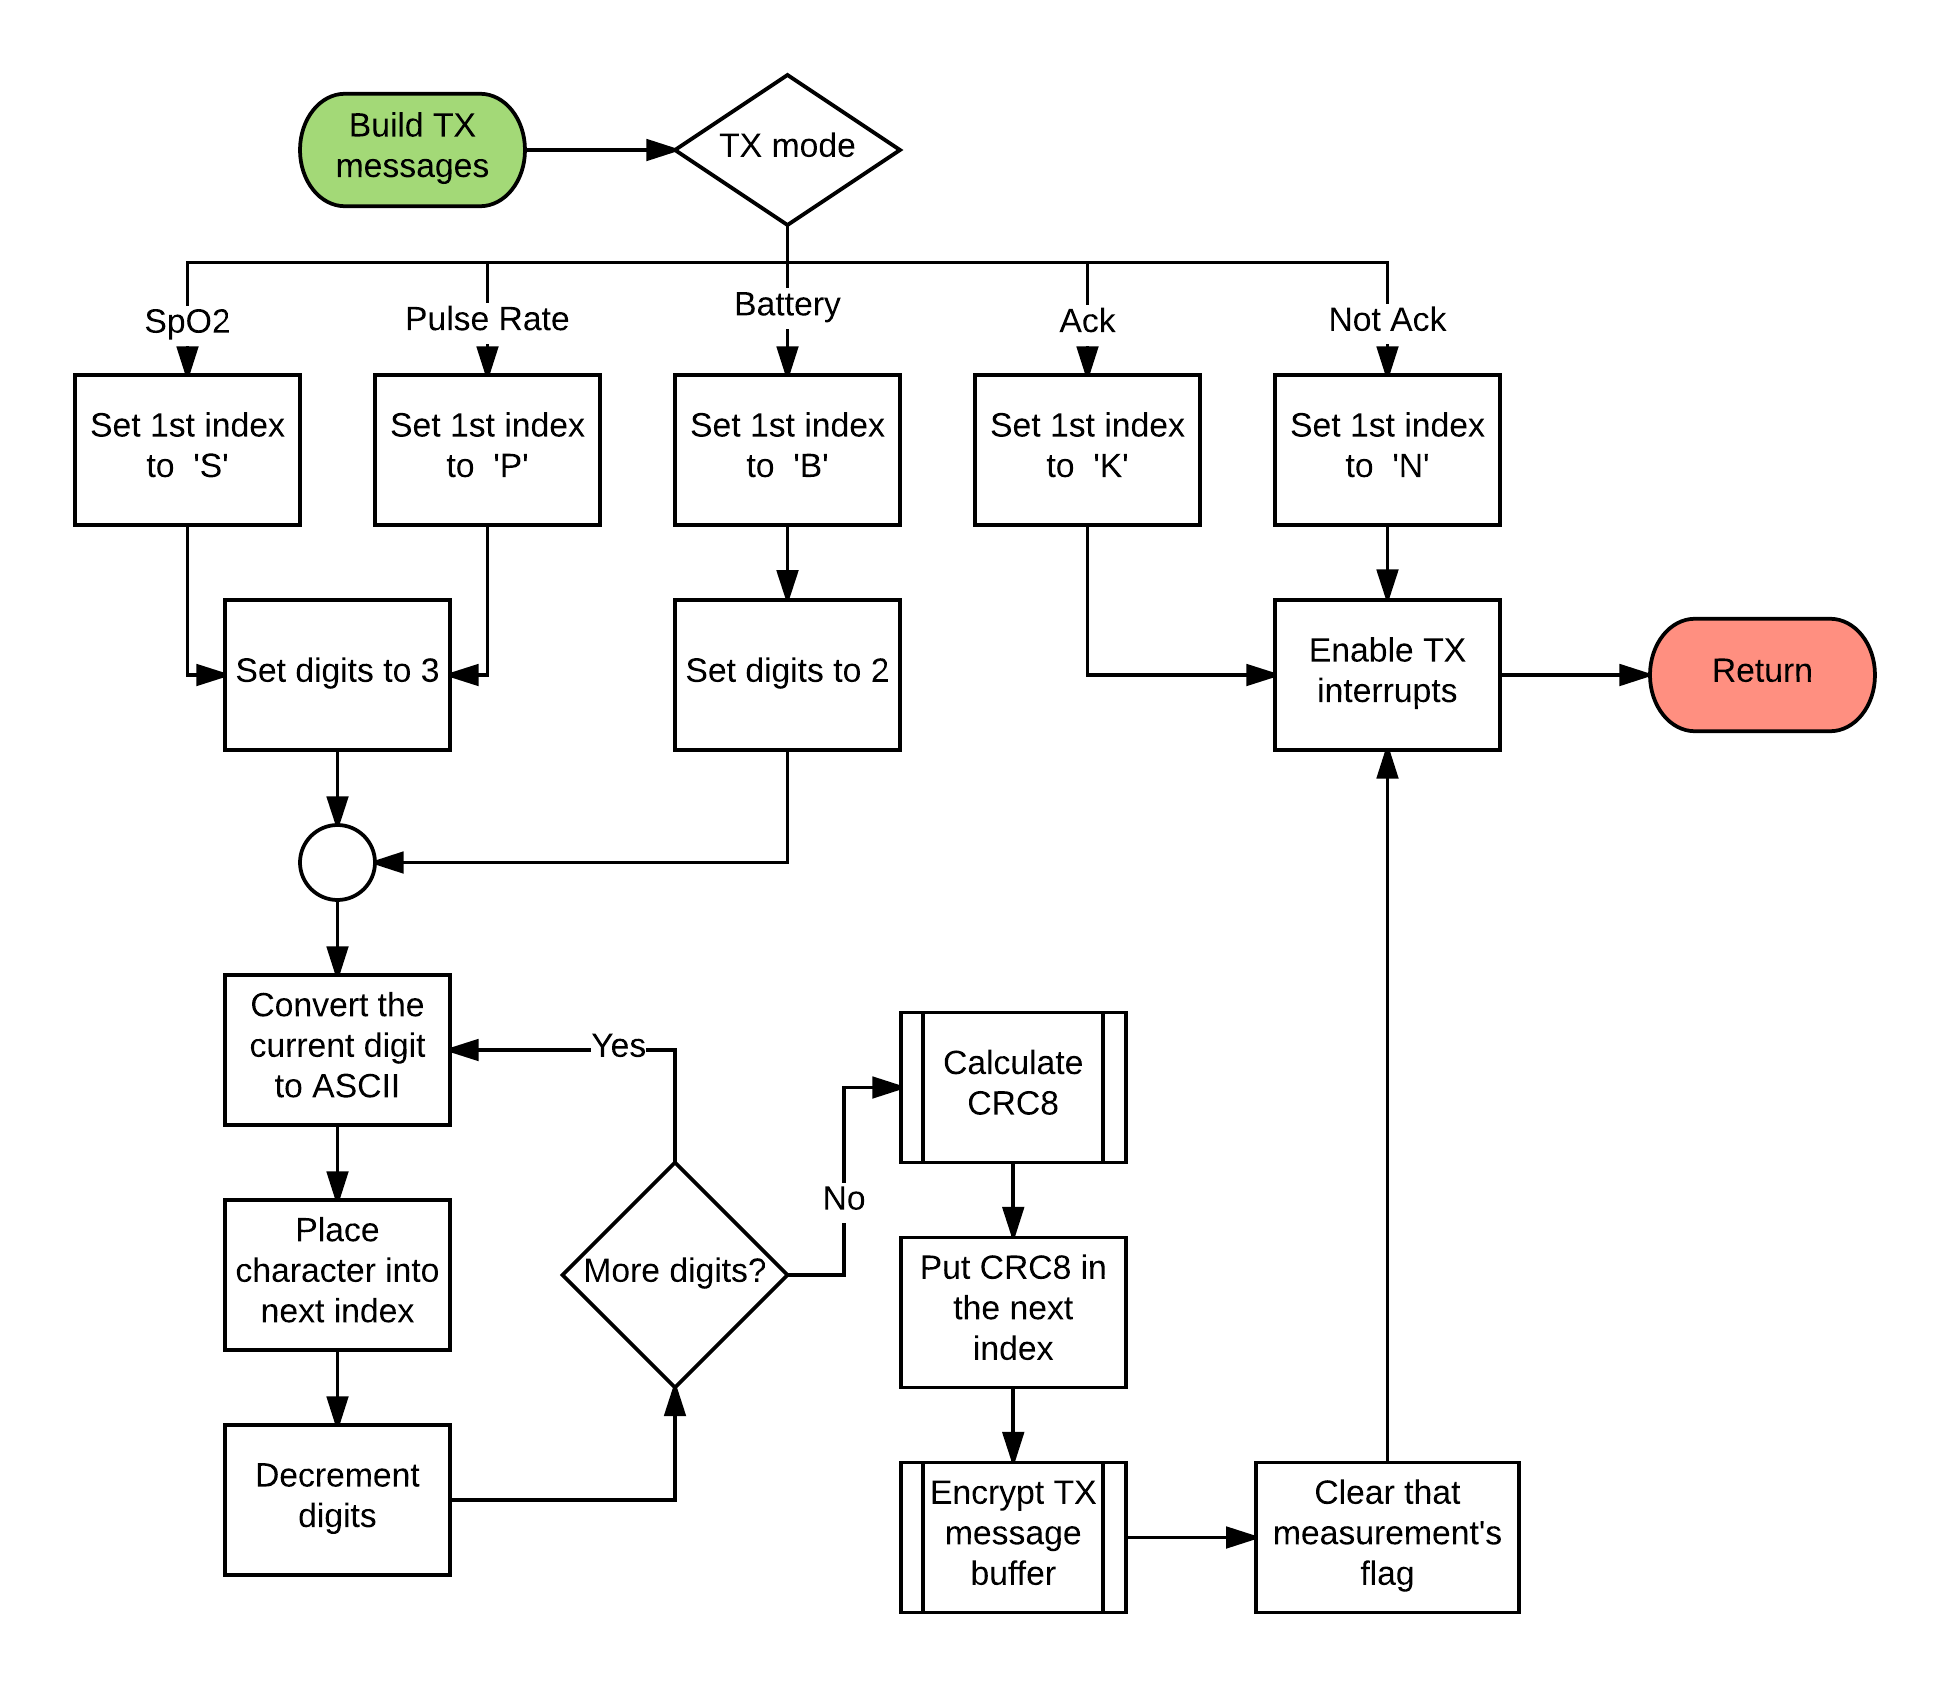 Build TX
messages
TX mode
SpO2
Pulse Rate
Battery
Ack
Not Ack
Set 1st index
to  'S'
Set 1st index
to  'P'
Set 1st index
to  'B'
Set 1st index
to  'K'
Set 1st index
to  'N'
Set digits to 3
Set digits to 2
Enable TX
interrupts
Return
Convert the
current digit
to ASCII
Yes
Place
character into
next index
Decrement
digits
More digits?
No
Calculate
CRC8
Put CRC8 in
the next
index
Encrypt TX
message
buffer
Clear that
measurement's
flag